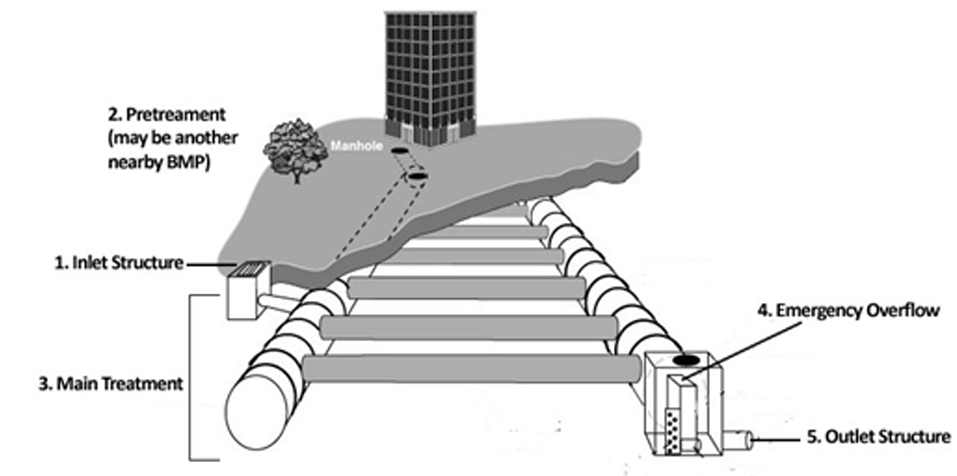 2. Pretreament
(may be another
nearby BMP)
Manhole
1. Inlet Structure
3. Main Treatment
4. Emergency Overflow
5. Outlet Structure